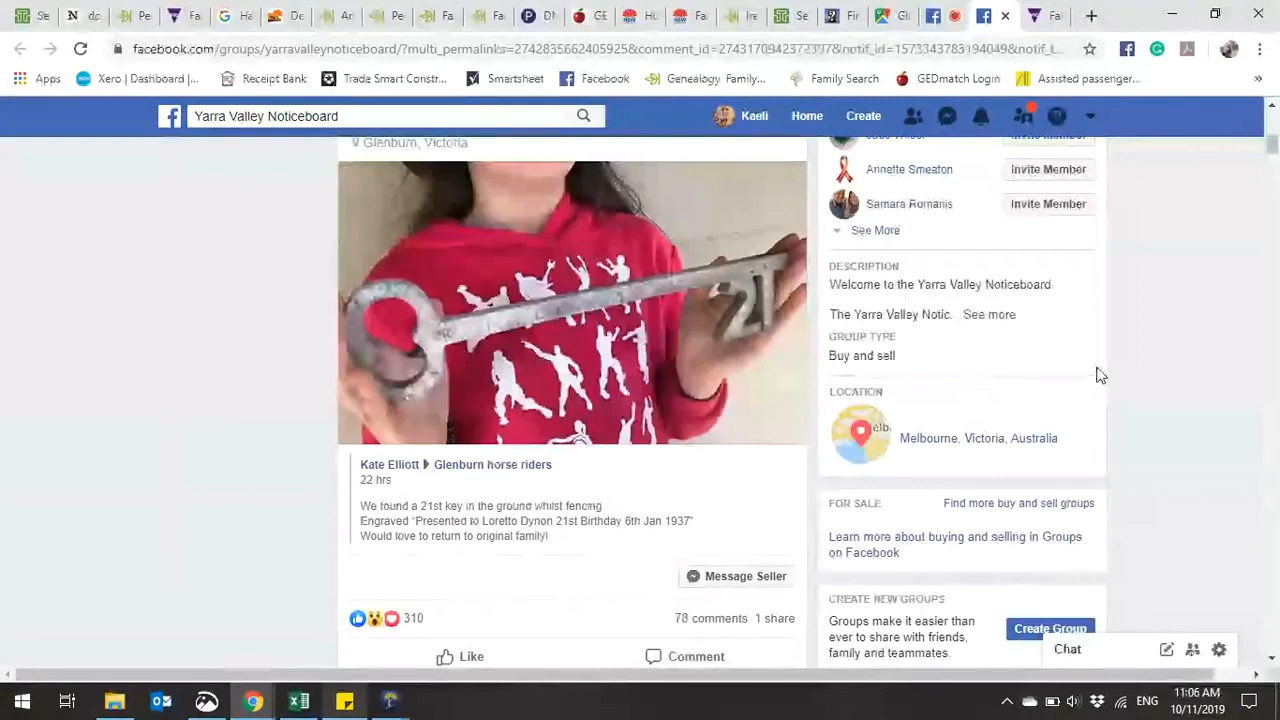 Se
facebook.com/groups/yarravalleynoticeboard/?multi_permalinks=2742835662405925&comment_id=2743170942372397&notif_id=1573343783194049&notif_t
Apps
Xero | Dashboard |...
Receipt Bank
Trade Smart Constr...
Smartsheet
Facebook
Genealogy, Family...
Family Search
GEDmatch Login
Assisted passenger...
Yarra Valley Noticeboard
Kaeli
Home
Create
Glenburn, Victoria
21
Annette Smeaton
Invite Member
Samara Romanis
Invite Member
See More
DESCRIPTION
Welcome to the Yarra Valley Noticeboard
The Yarra Valley Notic. See more
GROUP TYPE
Buy and sell
LOCATION
Melbourne, Victoria, Australia
Kate Elliott Glenburn horse riders
22 hrs
We found a 21st key in the ground whilst fencing
Engraved "Presented to Loretto Dynon 21st Birthday 6th Jan 1937"
Would love to return to original family!
Message Seller
310
78 comments 1 share
Like
Comment
FOR SALE
Find more buy and sell groups
Learn more about buying and selling in Groups
on Facebook
CREATE NEW GROUPS
Groups make it easier than
ever to share with friends,
family and teammates.
Create Group
Chat
ENG
11:06 AM
10/11/2019